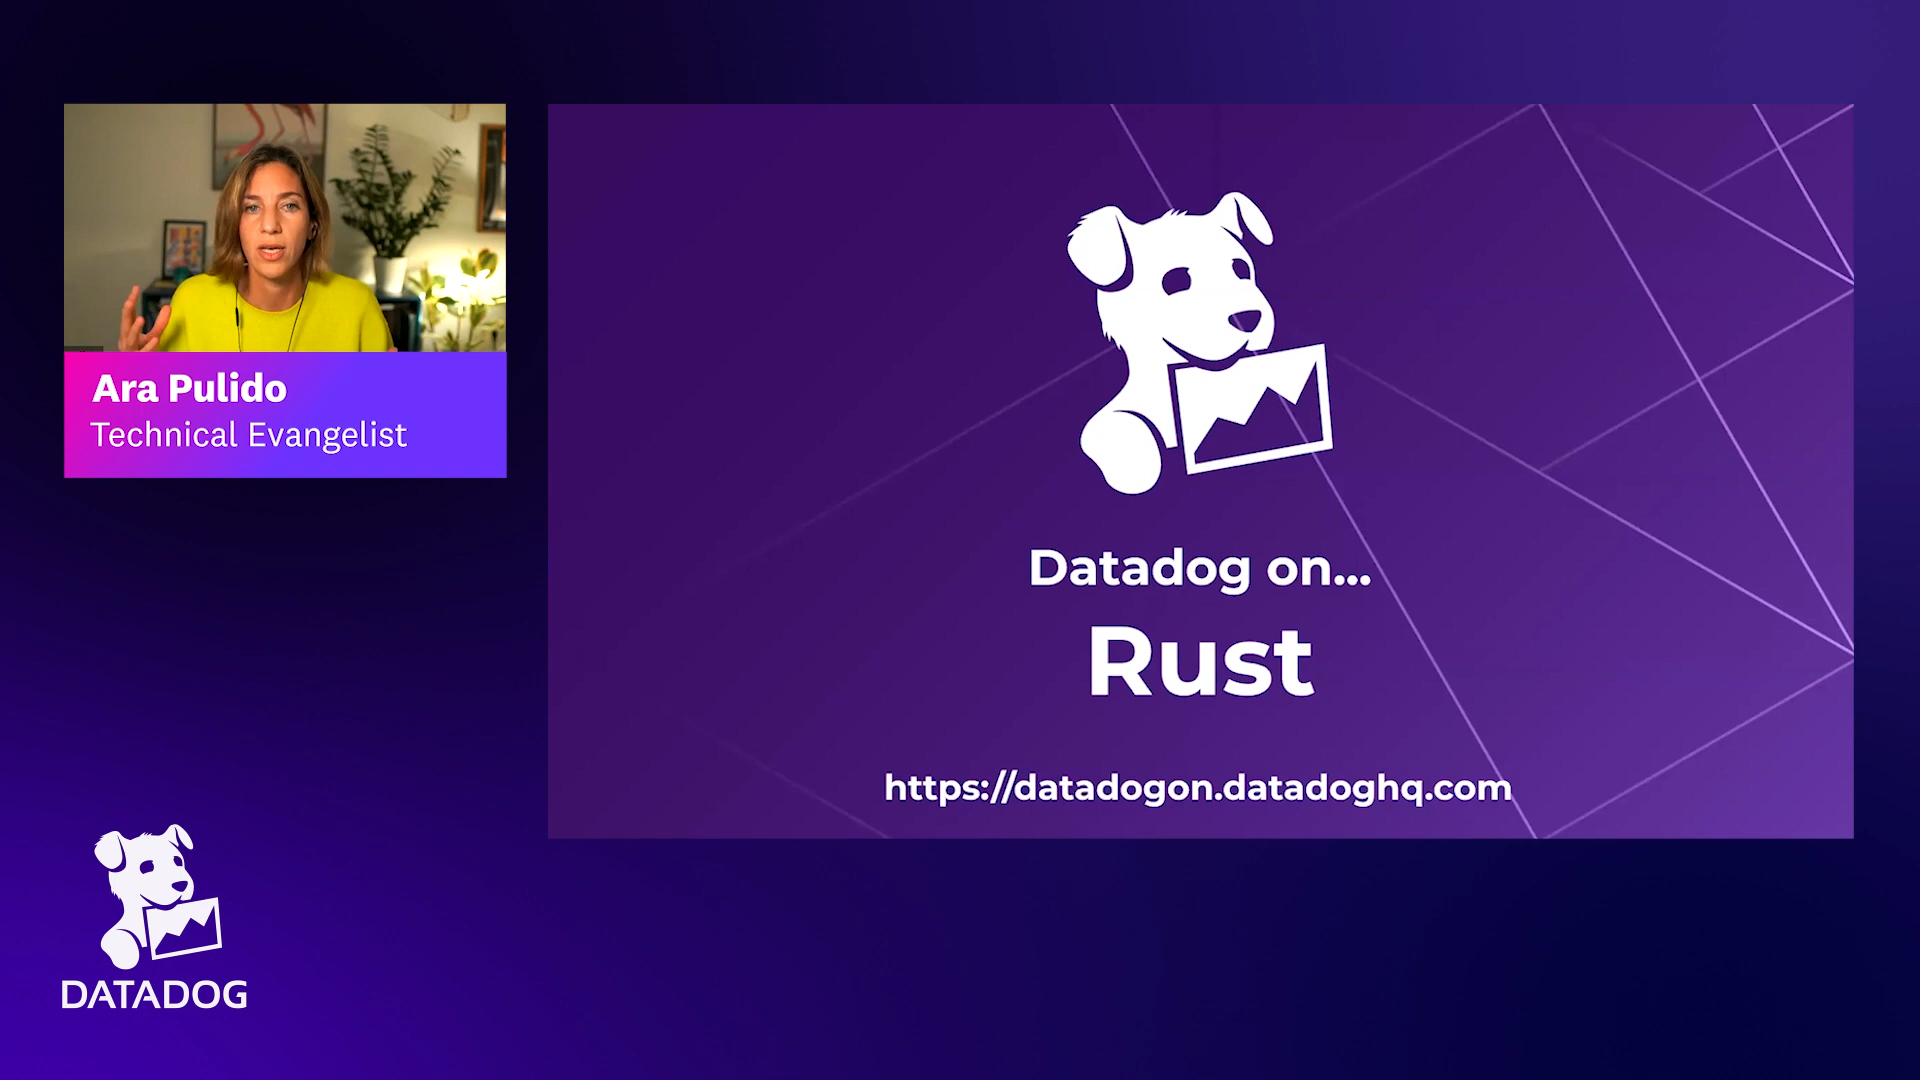 Ara Pulido
Technical Evangelist
Datadog on...
Rust
https://datadogon.datadoghq.com
DATADOG